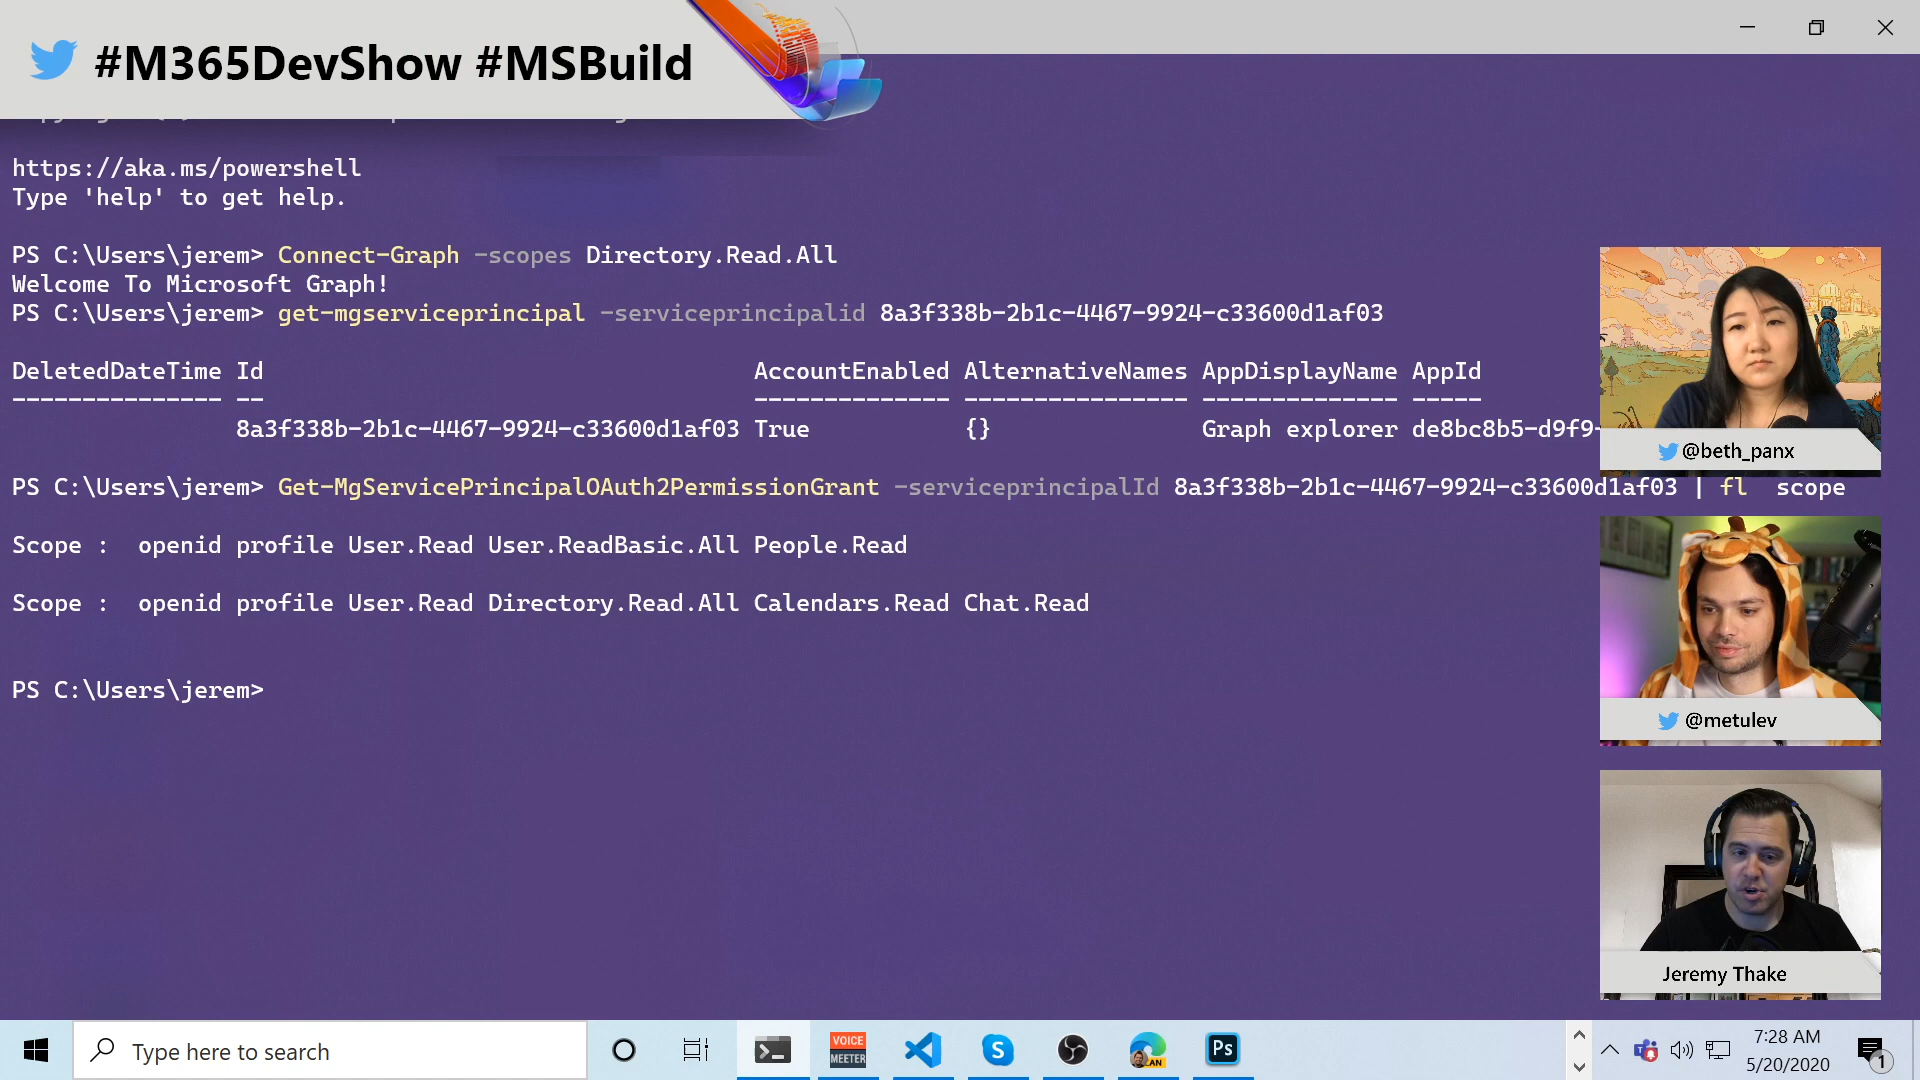 #M365DevShow #MSBuild
https://aka.ms/powershell
Type 'help' to get help.
PS C:\Users\jerem> Connect-Graph -scopes Directory.Read.All
Welcome To Microsoft Graph!
PS C:\Users\jerem> get-mgserviceprincipal -serviceprincipalid 8a3f338b-2b1c-4467-9924-c33600d1af03
DeletedDateTime Id AccountEnabled AlternativeNames AppDisplayName AppId
--------------- -- -------------- ---------------- -------------- -----
8a3f338b-2b1c-4467-9924-c33600d1af03 True {} Graph explorer de8bc8b5-d9f9-
@beth_panx
PS C:\Users\jerem> Get-MgServicePrincipalOAuth2PermissionGrant -serviceprincipalId 8a3f338b-2b1c-4467-9924-c33600d1af03 | fl scope
Scope : openid profile User.Read User.ReadBasic.All People.Read
Scope : openid profile User.Read Directory.Read.All Calendars.Read Chat.Read
PS C:\Users\jerem>
@metulev
Jeremy Thake
Type here to search
VOICE
MEETER
S
AN
Ps
7:28 AM
5/20/2020
1